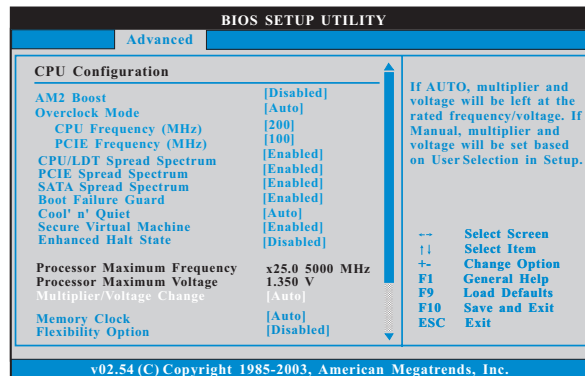 BIOS SETUP UTILITY
Advanced
CPU Configuration
AM2 Boost [Disabled]
Overclock Mode [Auto]
CPU Frequency (MHz) [200]
PCIE Frequency (MHz) [100]
CPU/LDT Spread Spectrum [Enabled]
PCIE Spread Spectrum [Enabled]
SATA Spread Spectrum [Enabled]
Boot Failure Guard [Enabled]
Cool' n' Quiet [Auto]
Secure Virtual Machine [Enabled]
Enhanced Halt State [Disabled]
Processor Maximum Frequency x25.0 5000 MHz
Processor Maximum Voltage 1.350 V
Multiplier/Voltage Change [Auto]
Memory Clock [Auto]
Flexibility Option [Disabled]
If AUTO, multiplier and
voltage will be left at the
rated frequency/voltage. If
Manual, multiplier and
voltage will be set based
on User Selection in Setup.
←→ Select Screen
↑↓ Select Item
+- Change Option
F1 General Help
F9 Load Defaults
F10 Save and Exit
ESC Exit
v02.54 (C) Copyright 1985-2003, American Megatrends, Inc.